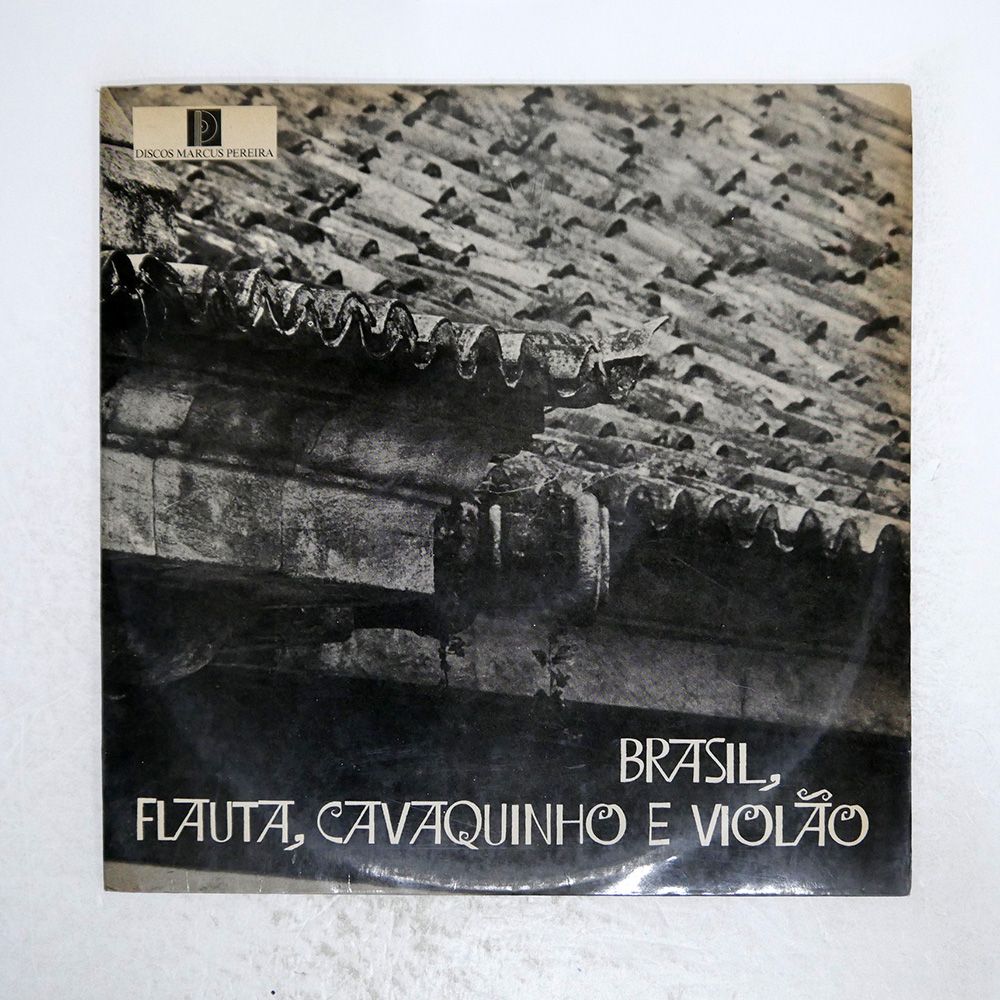 DISCOS MARCUS PEREIRA
BRASIL,
FLAUTA, CAVAQUINHO E VIOLÃO